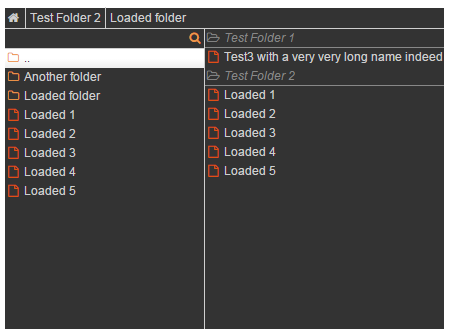 Test Folder 2 Loaded folder
..
Another folder
Loaded folder
Loaded 1
Loaded 2
Loaded 3
Loaded 4
Loaded 5
Test Folder 1
Test3 with a very very long name indeed
Test Folder 2
Loaded 1
Loaded 2
Loaded 3
Loaded 4
Loaded 5